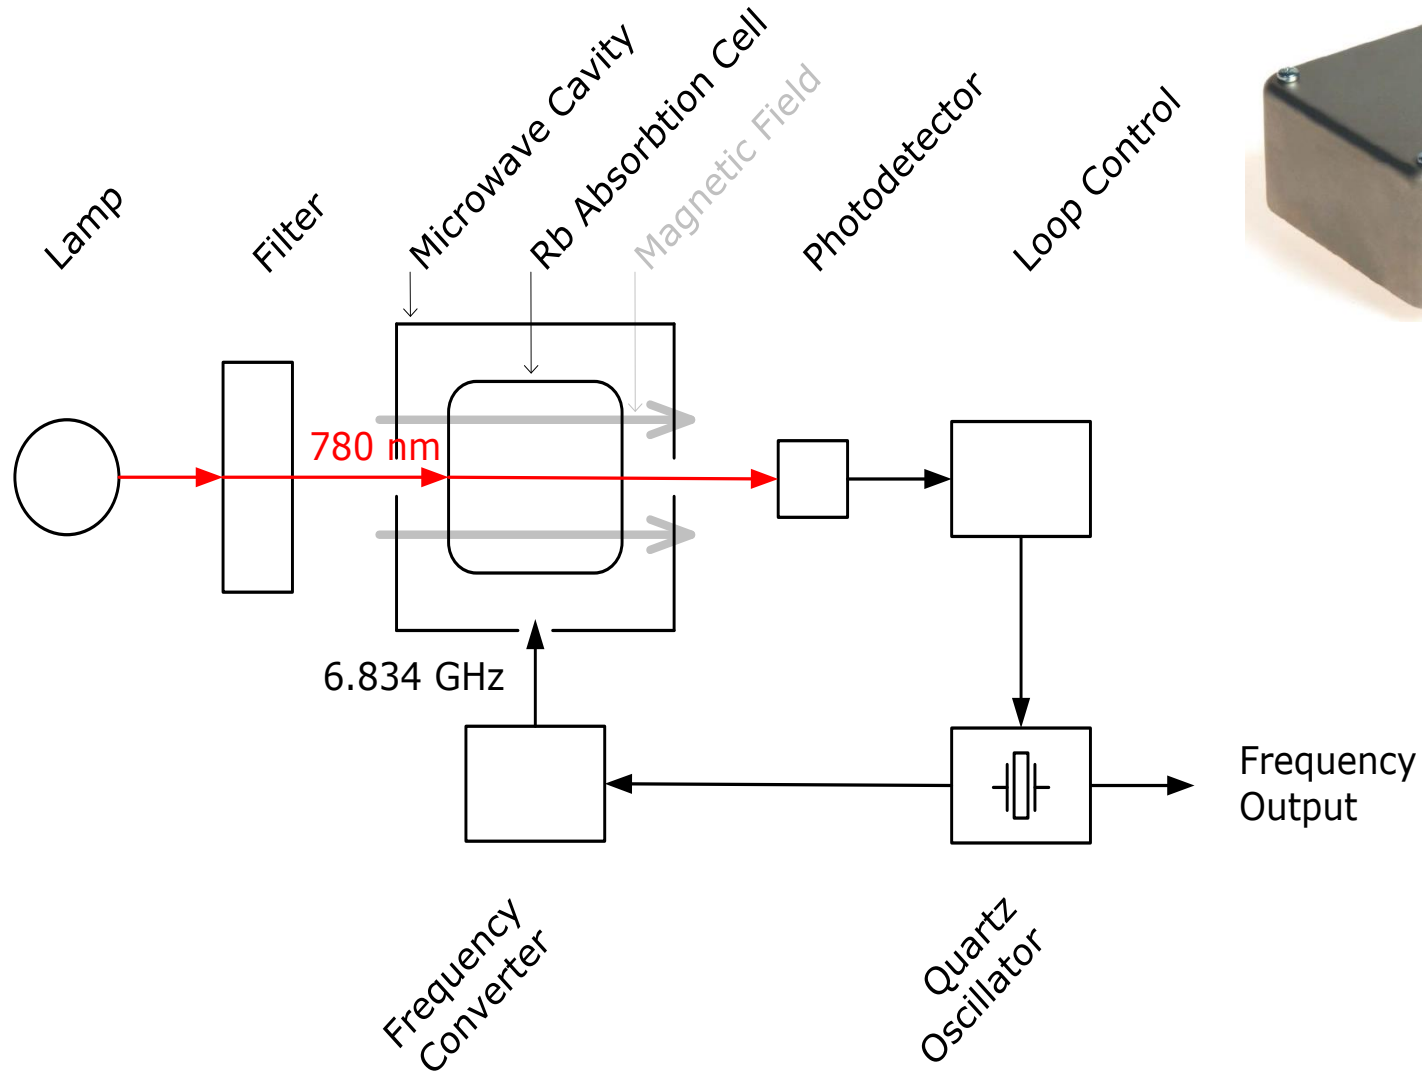 Lamp
Filter
Microwave Cavity
Rb Absorbtion Cell
Magnetic Field
Photodetector
Loop Control
780 nm
6.834 GHz
Frequency
Output
Frequency
Converter
Quartz
Oscillator